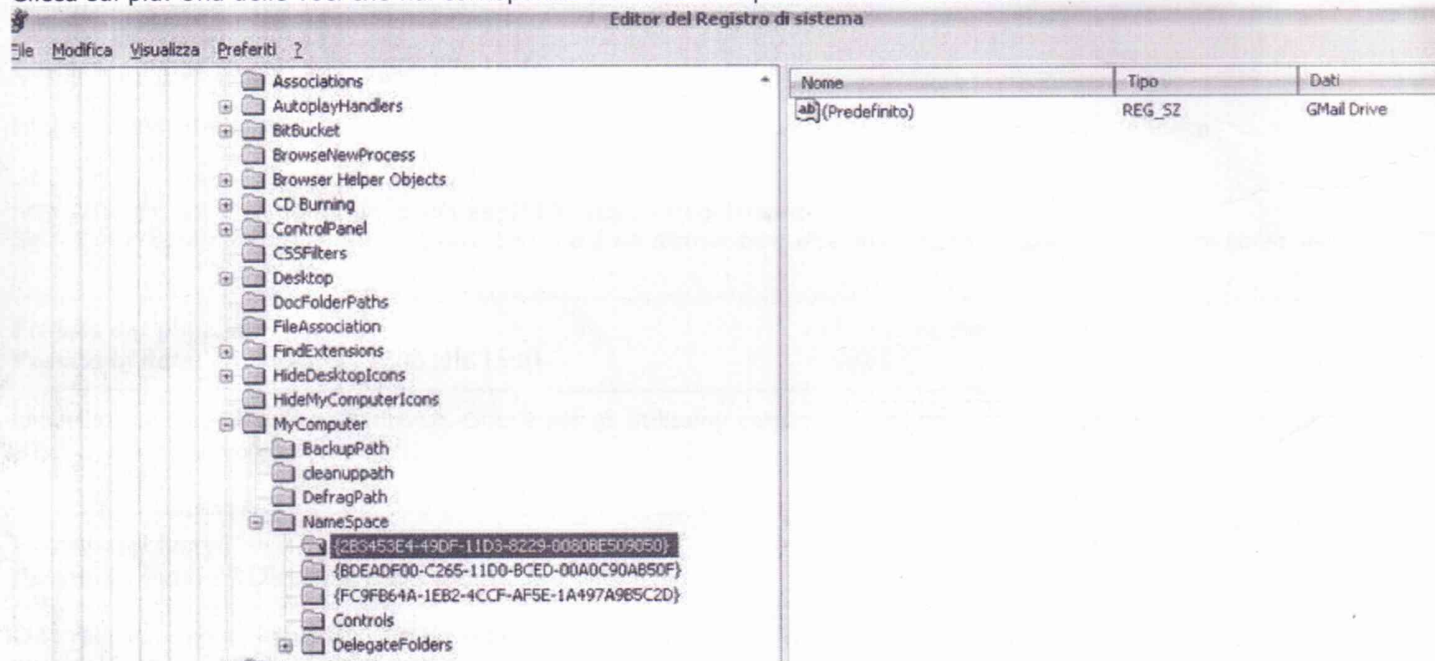 Editor del Registro di sistema
File Modifica Visualizza Preferiti ?
Associations
AutoplayHandlers
BitBucket
BrowseNewProcess
Browser Helper Objects
CD Burning
ControlPanel
CSSFilters
Desktop
DocFolderPaths
FileAssociation
FindExtensions
HideDesktopIcons
HideMyComputerIcons
MyComputer
BackupPath
cleanuppath
DefragPath
NameSpace
{2B3453E4-49DF-11D3-8229-0080BE509050}
{BDEADF00-C265-11D0-BCED-00A0C90AB50F}
{FC9FB64A-1EB2-4CCF-AF5E-1A497A9B5C2D}
Controls
DelegateFolders
Nome Tipo Dati
ab (Predefinito) REG_SZ GMail Drive